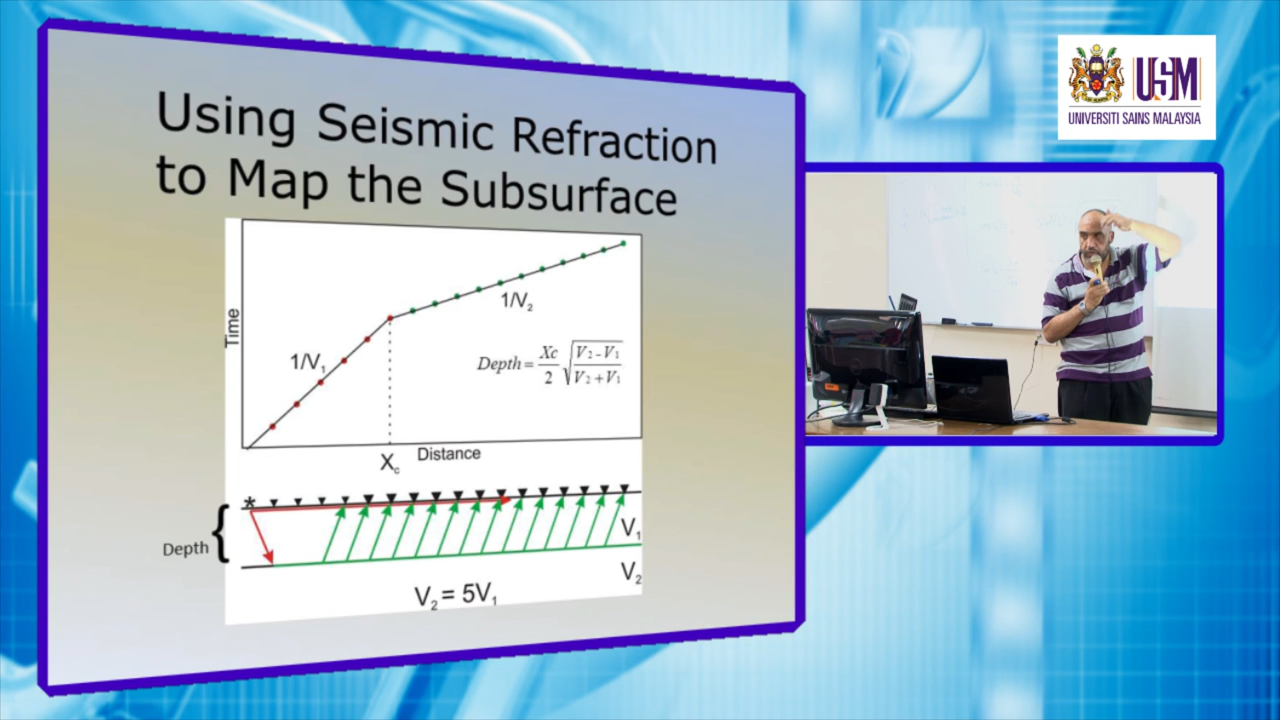 Using Seismic Refraction
to Map the Subsurface
Time
1/V₁
1/V₂
Depth = Xc/2 √(V₂ - V₁/V₂ + V₁)
Xc
Distance
*
Depth {
V₁
V₂
V₂ = 5V₁
USM
UNIVERSITI SAINS MALAYSIA